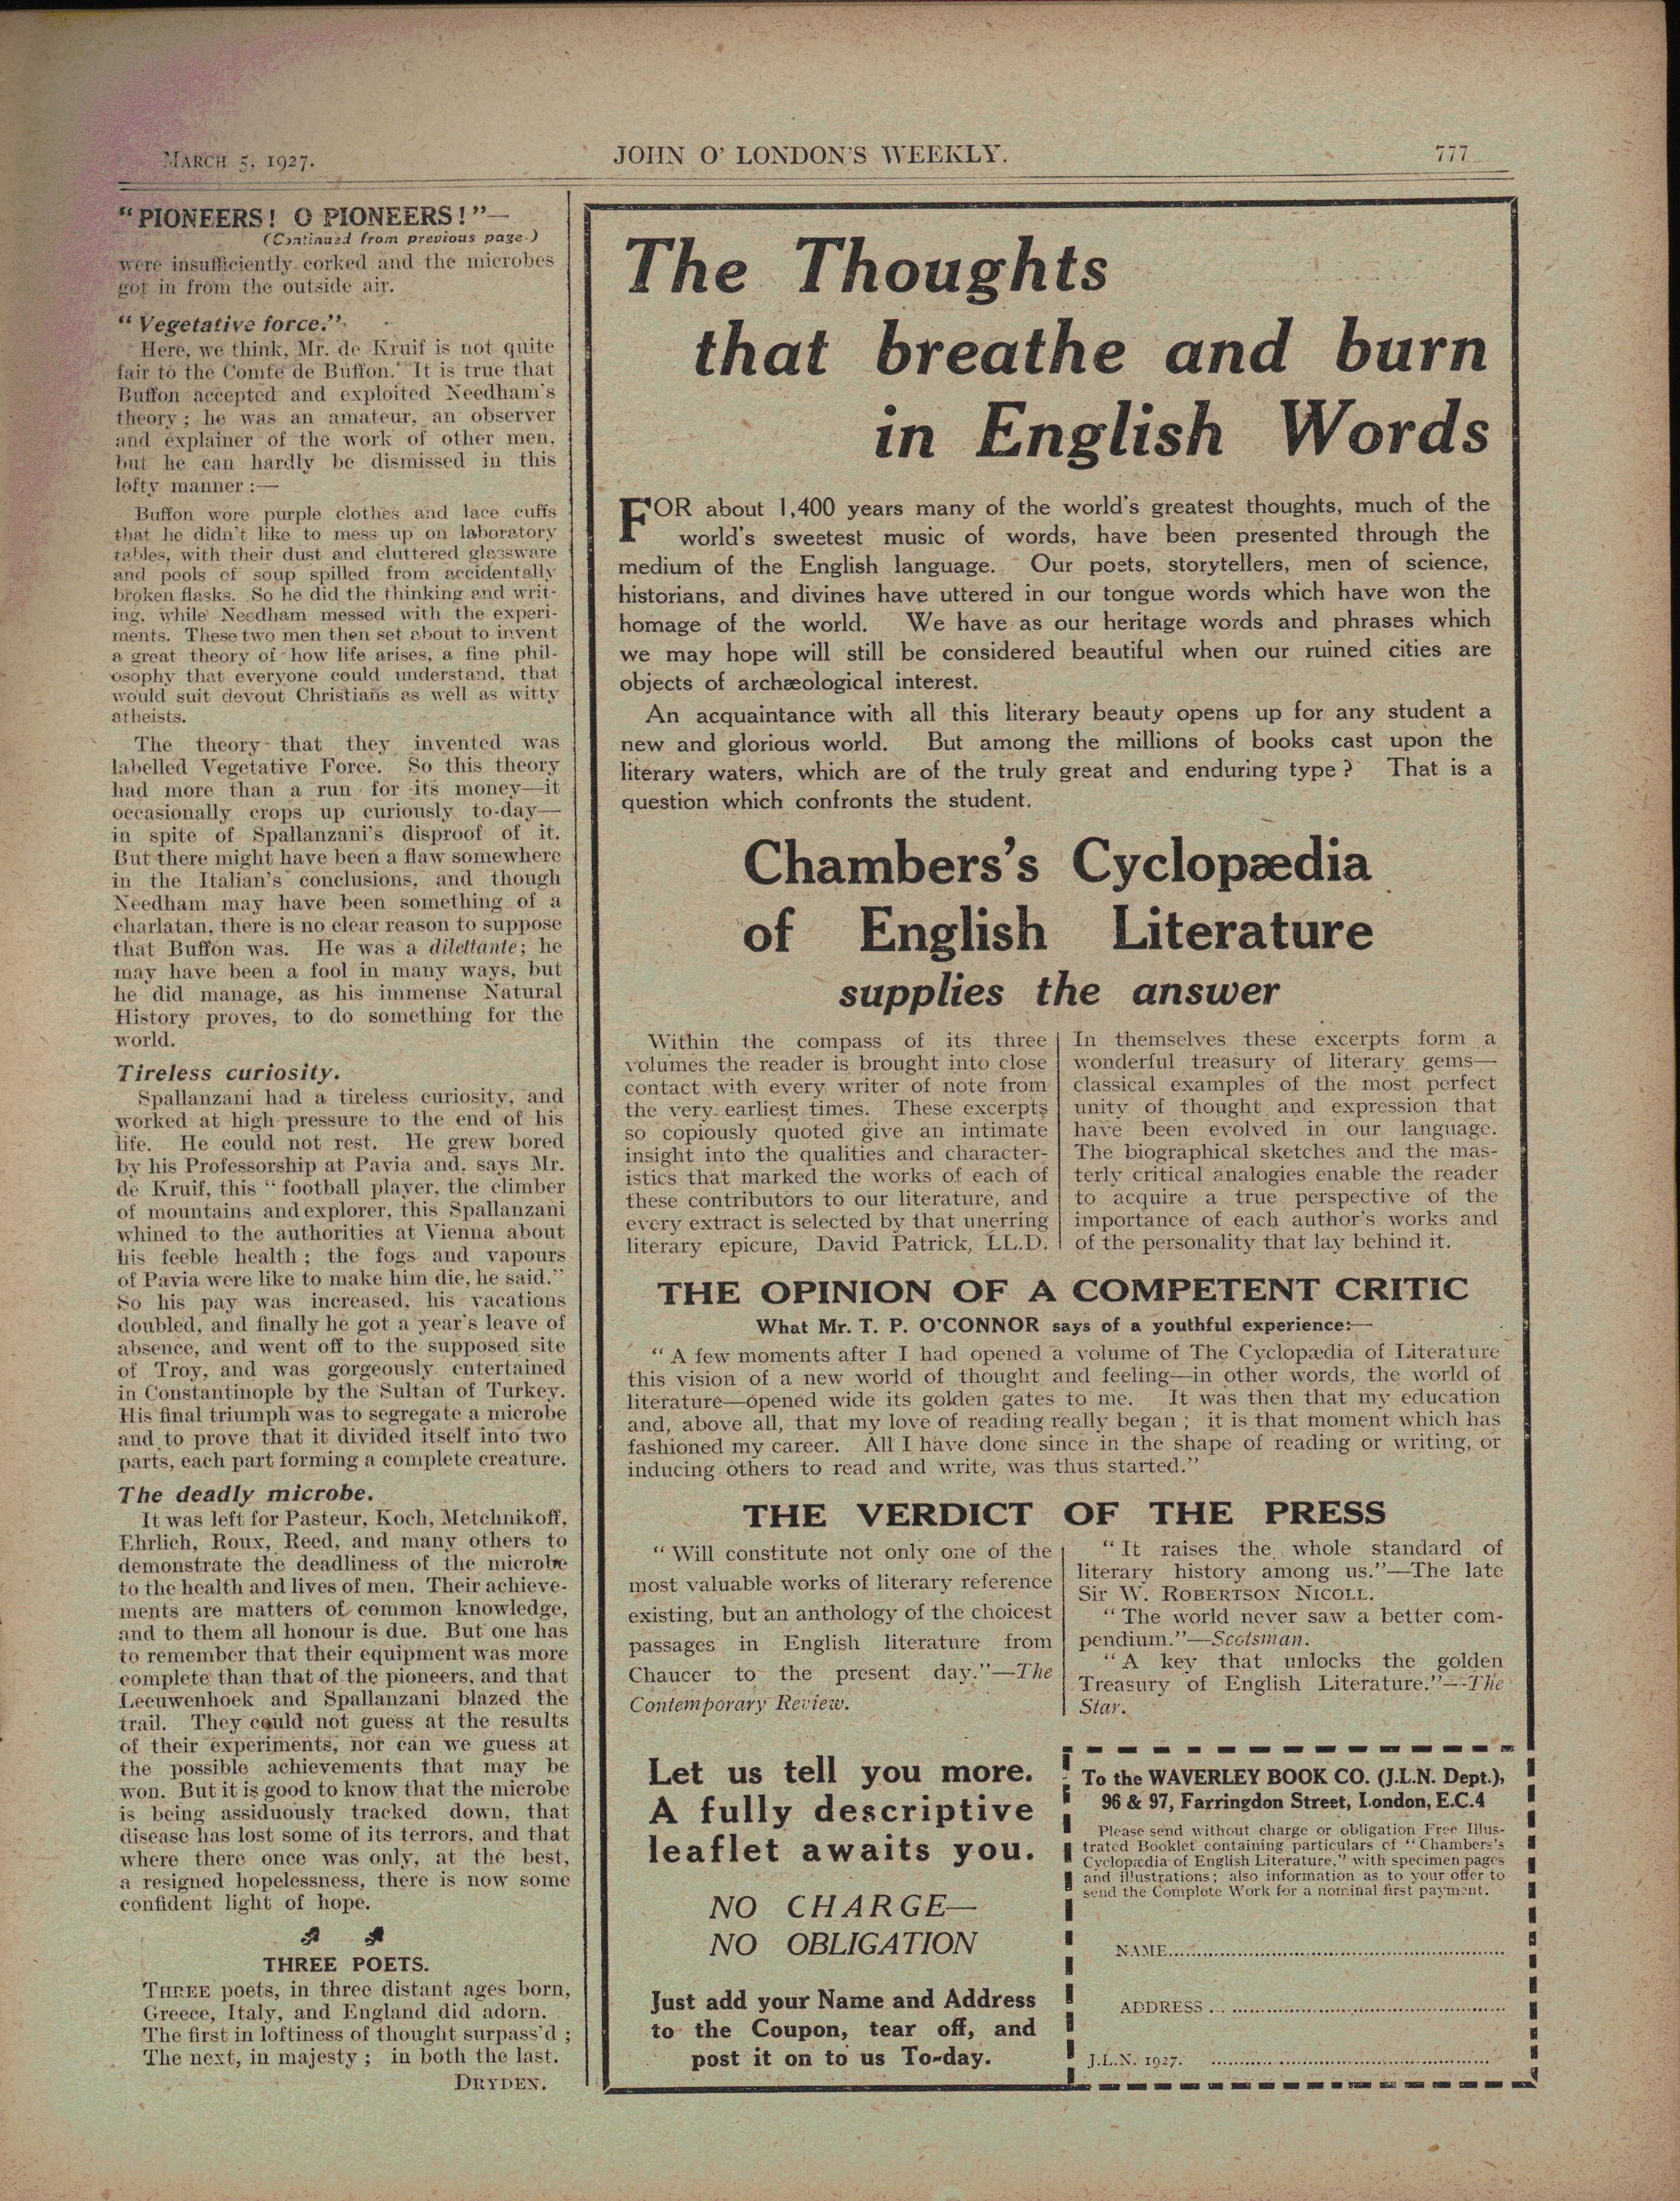 MARCH 5, 1927.
JOHN O' LONDON'S WEEKLY.
777
"PIONEERS! O PIONEERS!"—
(Continued from previous page.)
were insufficiently corked and the microbes
got in from the outside air.
"Vegetative force."
Here, we think, Mr. de Kruif is not quite
fair to the Comte de Buffon. It is true that
Buffon accepted and exploited Needham's
theory; he was an amateur, an observer
and explainer of the work of other men,
but he can hardly be dismissed in this
lofty manner:—
Buffon wore purple clothes and lace cuffs
that he didn't like to mess up on laboratory
tables, with their dust and cluttered glassware
and pools of soup spilled from accidentally
broken flasks. So he did the thinking and writ-
ing, while Needham messed with the experi-
ments. These two men then set about to invent
a great theory of how life arises, a fine phil-
osophy that everyone could understand, that
would suit devout Christians as well as witty
atheists.
The theory that they invented was
labelled Vegetative Force. So this theory
had more than a run for its money—it
occasionally crops up curiously to-day—
in spite of Spallanzani's disproof of it.
But there might have been a flaw somewhere
in the Italian's conclusions, and though
Needham may have been something of a
charlatan, there is no clear reason to suppose
that Buffon was. He was a dilettante; he
may have been a fool in many ways, but
he did manage, as his immense Natural
History proves, to do something for the
world.
Tireless curiosity.
Spallanzani had a tireless curiosity, and
worked at high pressure to the end of his
life. He could not rest. He grew bored
by his Professorship at Pavia and, says Mr.
de Kruif, this "football player, the climber
of mountains and explorer, this Spallanzani
whined to the authorities at Vienna about
his feeble health; the fogs and vapours
of Pavia were like to make him die, he said."
So his pay was increased, his vacations
doubled, and finally he got a year's leave of
absence, and went off to the supposed site
of Troy, and was gorgeously entertained
in Constantinople by the Sultan of Turkey.
His final triumph was to segregate a microbe
and to prove that it divided itself into two
parts, each part forming a complete creature.
The deadly microbe.
It was left for Pasteur, Koch, Metchnikoff,
Ehrlich, Roux, Reed, and many others to
demonstrate the deadliness of the microbe
to the health and lives of men. Their achieve-
ments are matters of common knowledge,
and to them all honour is due. But one has
to remember that their equipment was more
complete than that of the pioneers, and that
Leeuwenhoek and Spallanzani blazed the
trail. They could not guess at the results
of their experiments, nor can we guess at
the possible achievements that may be
won. But it is good to know that the microbe
is being assiduously tracked down, that
disease has lost some of its terrors, and that
where there once was only, at the best,
a resigned hopelessness, there is now some
confident light of hope.
THREE POETS.
THREE poets, in three distant ages born,
Greece, Italy, and England did adorn.
The first in loftiness of thought surpass'd;
The next, in majesty; in both the last.
DRYDEN.
The Thoughts
that breathe and burn
in English Words
FOR about 1,400 years many of the world's greatest thoughts, much of the
world's sweetest music of words, have been presented through the
medium of the English language. Our poets, storytellers, men of science,
historians, and divines have uttered in our tongue words which have won the
homage of the world. We have as our heritage words and phrases which
we may hope will still be considered beautiful when our ruined cities are
objects of archæological interest.
An acquaintance with all this literary beauty opens up for any student a
new and glorious world. But among the millions of books cast upon the
literary waters, which are of the truly great and enduring type? That is a
question which confronts the student.
Chambers's Cyclopædia
of English Literature
supplies the answer
Within the compass of its three
volumes the reader is brought into close
contact with every writer of note from
the very earliest times. These excerpts
so copiously quoted give an intimate
insight into the qualities and character-
istics that marked the works of each of
these contributors to our literature, and
every extract is selected by that unerring
literary epicure, David Patrick, LL.D.
In themselves these excerpts form a
wonderful treasury of literary gems—
classical examples of the most perfect
unity of thought and expression that
have been evolved in our language.
The biographical sketches and the mas-
terly critical analogies enable the reader
to acquire a true perspective of the
importance of each author's works and
of the personality that lay behind it.
THE OPINION OF A COMPETENT CRITIC
What Mr. T. P. O'CONNOR says of a youthful experience:—
"A few moments after I had opened a volume of The Cyclopædia of Literature
this vision of a new world of thought and feeling—in other words, the world of
literature—opened wide its golden gates to me. It was then that my education
and, above all, that my love of reading really began; it is that moment which has
fashioned my career. All I have done since in the shape of reading or writing, or
inducing others to read and write, was thus started."
THE VERDICT OF THE PRESS
"Will constitute not only one of the
most valuable works of literary reference
existing, but an anthology of the choicest
passages in English literature from
Chaucer to the present day."—The
Contemporary Review.
"It raises the whole standard of
literary history among us."—The late
Sir W. ROBERTSON NICOLL.
"The world never saw a better com-
pendium."—Scotsman.
"A key that unlocks the golden
Treasury of English Literature."—The
Star.
Let us tell you more.
A fully descriptive
leaflet awaits you.
NO CHARGE—
NO OBLIGATION
Just add your Name and Address
to the Coupon, tear off, and
post it on to us To-day.
To the WAVERLEY BOOK CO. (J.L.N. Dept.),
96 & 97, Farringdon Street, London, E.C.4
Please send without charge or obligation Free Illus-
trated Booklet containing particulars of "Chambers's
Cyclopædia of English Literature," with specimen pages
and illustrations; also information as to your offer to
send the Complete Work for a nominal first payment.
NAME
ADDRESS
J.L.N. 1927.